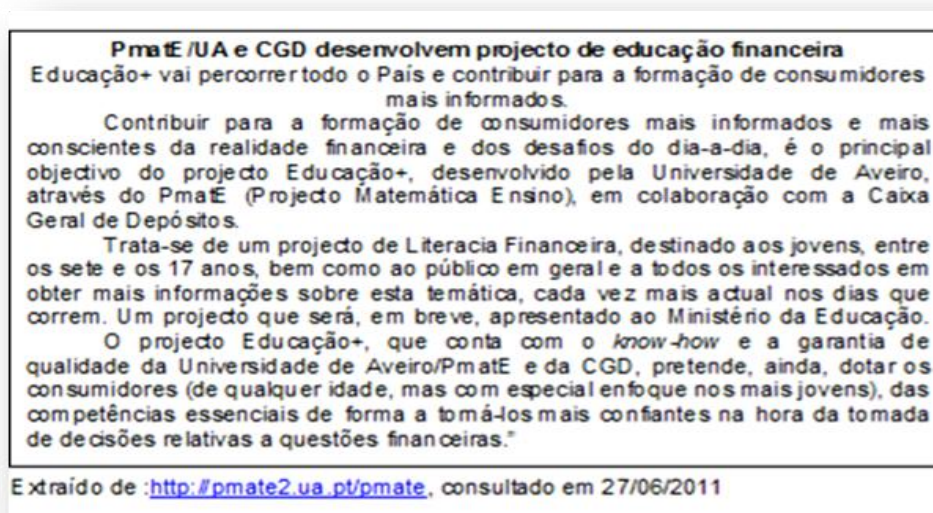 PmatE/UA e CGD desenvolvem projecto de educação financeira
Educação+ vai percorrer todo o País e contribuir para a formação de consumidores
mais informados.
Contribuir para a formação de consumidores mais informados e mais
conscientes da realidade financeira e dos desafios do dia-a-dia, é o principal
objectivo do projecto Educação+, desenvolvido pela Universidade de Aveiro,
através do PmatE (Projecto Matemática Ensino), em colaboração com a Caixa
Geral de Depósitos.
Trata-se de um projecto de Literacia Financeira, destinado aos jovens, entre
os sete e os 17 anos, bem como ao público em geral e a todos os interessados em
obter mais informações sobre esta temática, cada vez mais actual nos dias que
correm. Um projecto que será, em breve, apresentado ao Ministério da Educação.
O projecto Educação+, que conta com o know-how e a garantia de
qualidade da Universidade de Aveiro/PmatE e da CGD, pretende, ainda, dotar os
consumidores (de qualquer idade, mas com especial enfoque nos mais jovens), das
competências essenciais de forma a torná-los mais confiantes na hora da tomada
de decisões relativas a questões financeiras."
Extraído de :http://pmate2.ua.pt/pmate, consultado em 27/06/2011